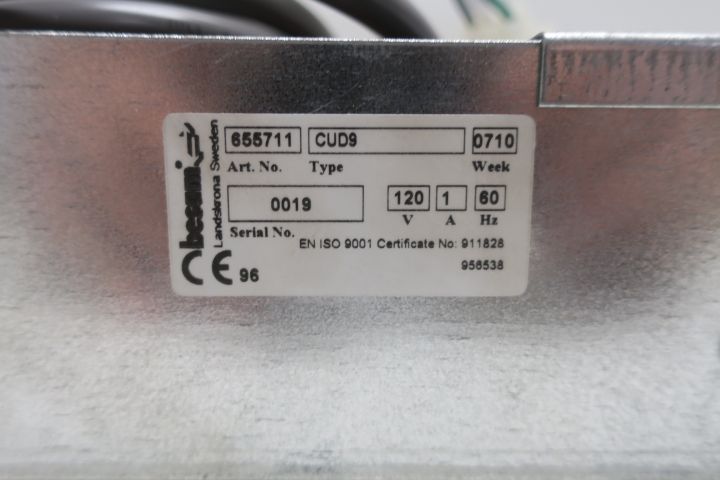 besam
Landskrona Sweden
655711 CUD9 0710
Art. No. Type Week
0019 120 1 60
Serial No. V A Hz
EN ISO 9001 Certificate No: 911828
956538
CE 96